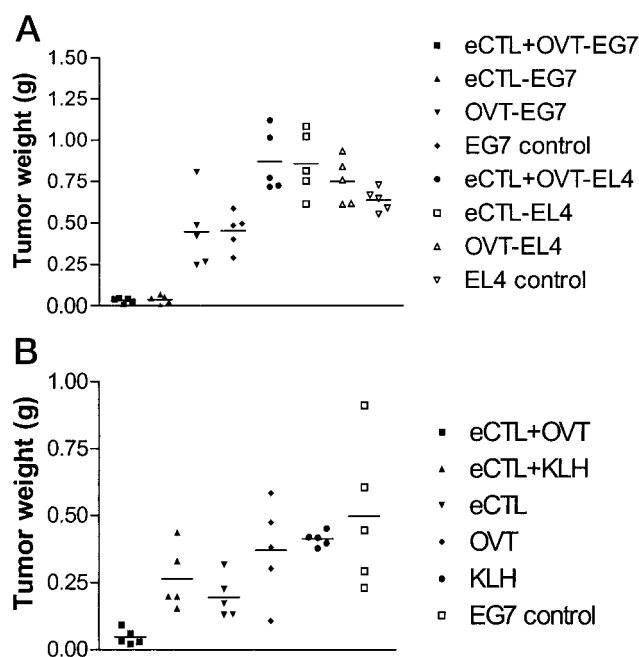 A
Tumor weight (g)
1.50
1.25
1.00
0.75
0.50
0.25
0.00
eCTL+OVT-EG7
eCTL-EG7
OVT-EG7
EG7 control
eCTL+OVT-EL4
eCTL-EL4
OVT-EL4
EL4 control
B
Tumor weight (g)
1.00
0.75
0.50
0.25
0.00
eCTL+OVT
eCTL+KLH
eCTL
OVT
KLH
EG7 control